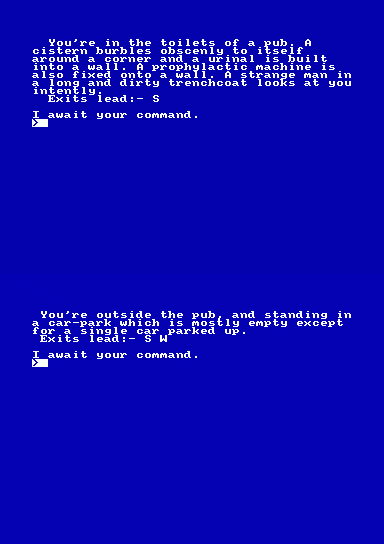 You're in the toilets of a pub. A
cistern burbles obscenly to itself
around a corner and a urinal is built
into a wall. A prophylactic machine is
also fixed onto a wall. A strange man in
a long and dirty trenchcoat looks at you
intently.
Exits lead:- S
I await your command.
>
You're outside the pub, and standing in
a car-park which is mostly empty except
for a single car parked up.
Exits lead:- S W
I await your command.
>